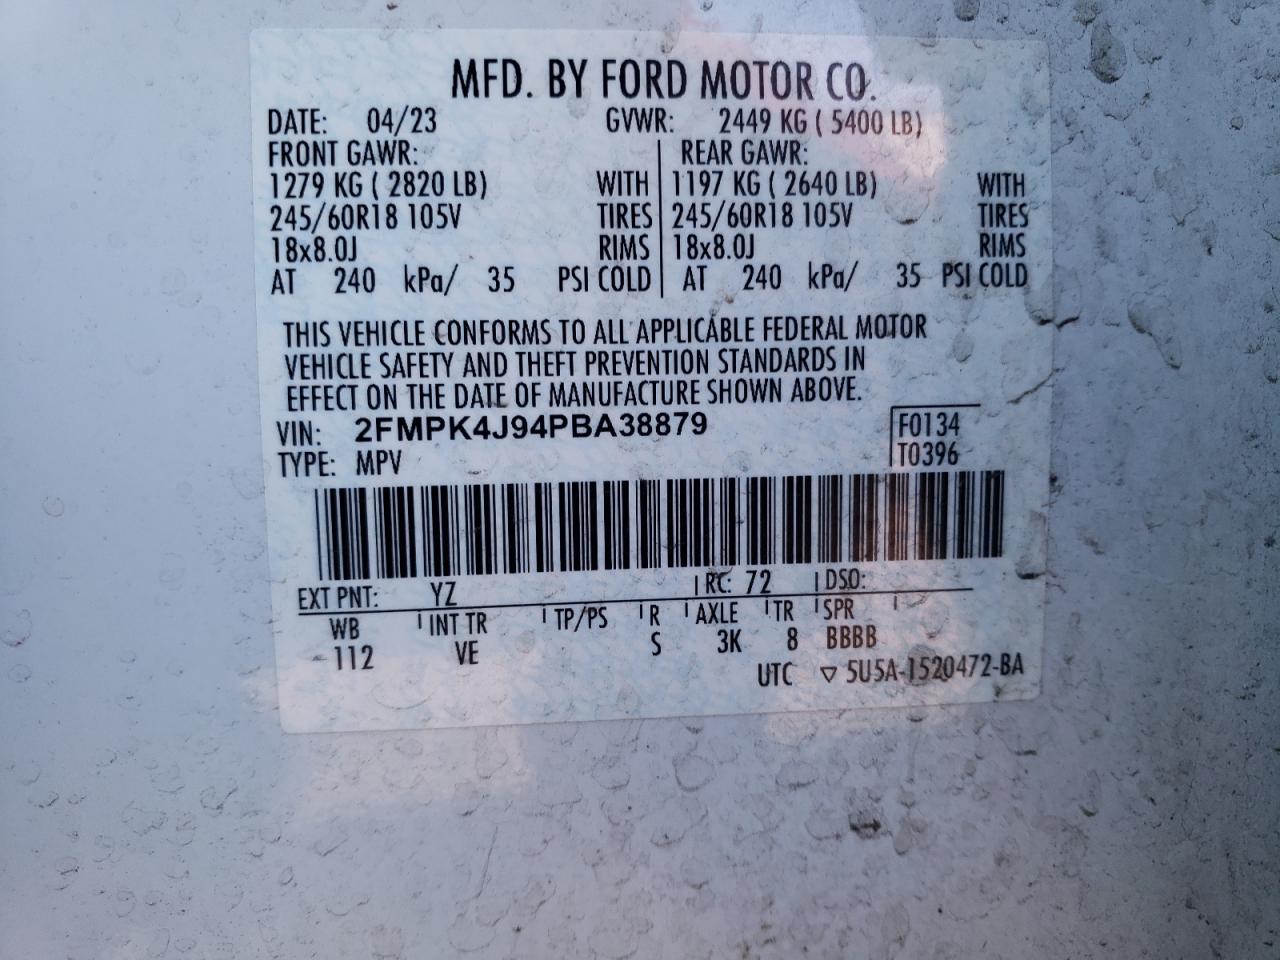 MFD. BY FORD MOTOR CO.
DATE: 04/23 GVWR: 2449 KG ( 5400 LB)
FRONT GAWR: REAR GAWR:
1279 KG ( 2820 LB) WITH 1197 KG ( 2640 LB) WITH
245/60R18 105V TIRES 245/60R18 105V TIRES
18x8.0J RIMS 18x8.0J RIMS
AT 240 kPa/ 35 PSI COLD AT 240 kPa/ 35 PSI COLD
THIS VEHICLE CONFORMS TO ALL APPLICABLE FEDERAL MOTOR
VEHICLE SAFETY AND THEFT PREVENTION STANDARDS IN
EFFECT ON THE DATE OF MANUFACTURE SHOWN ABOVE.
VIN: 2FMPK4J94PBA38879 F0134
TYPE: MPV T0396
EXT PNT: YZ RC: 72 DSO:
WB INT TR TP/PS R AXLE TR SPR
112 VE S 3K 8 BBBB
UTC ▽ 5U5A-1520472-BA